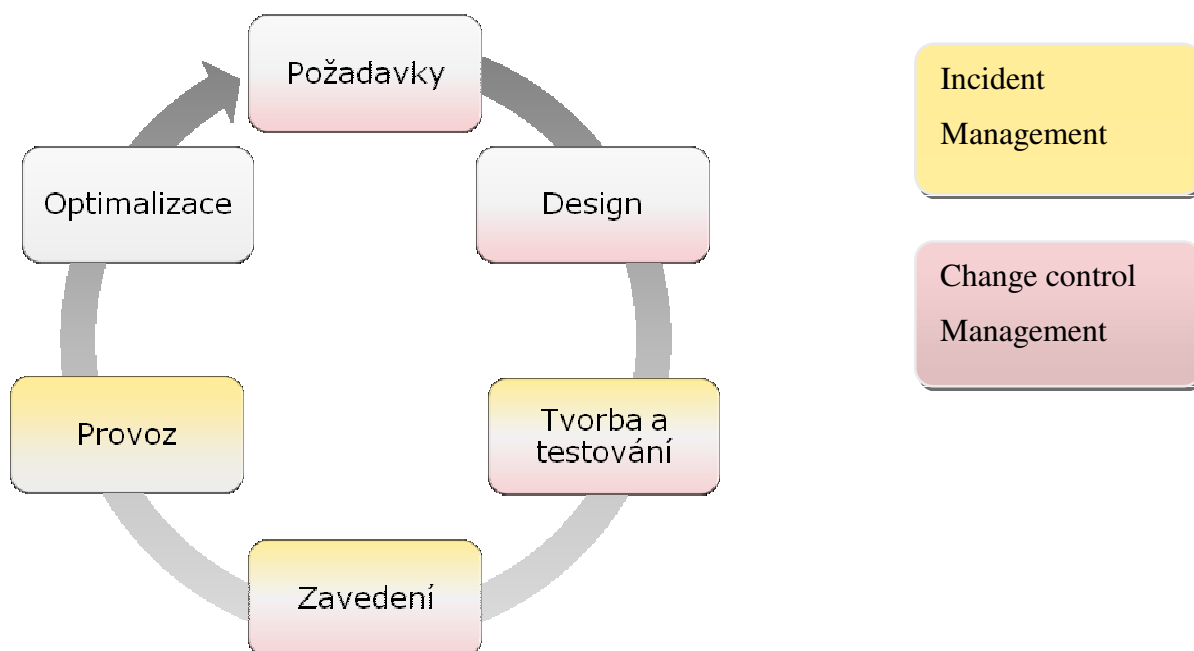 Požadavky
Design
Tvorba a
testování
Zavedení
Provoz
Optimalizace
Incident
Management
Change control
Management